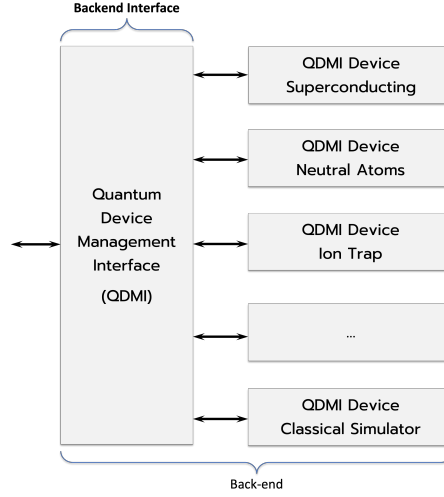 Backend Interface
Quantum
Device
Management
Interface
(QDMI)
QDMI Device
Superconducting
QDMI Device
Neutral Atoms
QDMI Device
Ion Trap
...
QDMI Device
Classical Simulator
Back-end